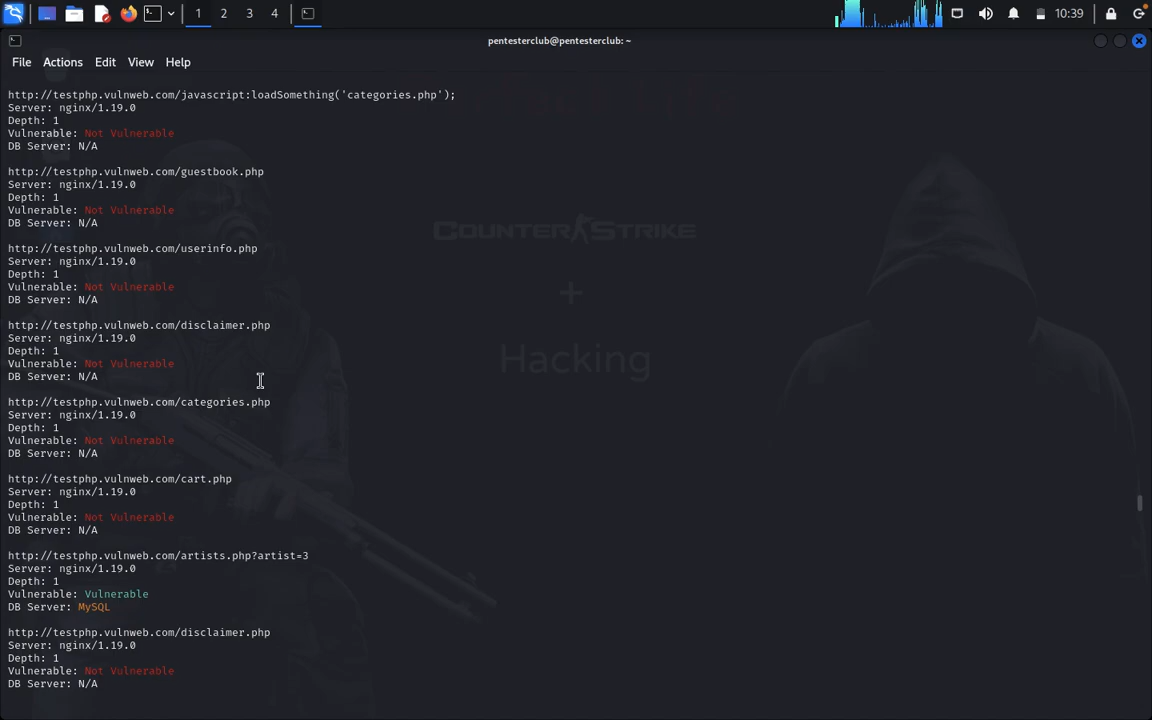 1 2 3 4 10:39
pentesterclub@pentesterclub: ~
File Actions Edit View Help
http://testphp.vulnweb.com/javascript:loadSomething('categories.php');
Server: nginx/1.19.0
Depth: 1
Vulnerable: Not Vulnerable
DB Server: N/A
http://testphp.vulnweb.com/guestbook.php
Server: nginx/1.19.0
Depth: 1
Vulnerable: Not Vulnerable
DB Server: N/A
http://testphp.vulnweb.com/userinfo.php
Server: nginx/1.19.0
Depth: 1
Vulnerable: Not Vulnerable
DB Server: N/A
http://testphp.vulnweb.com/disclaimer.php
Server: nginx/1.19.0
Depth: 1
Vulnerable: Not Vulnerable
DB Server: N/A
http://testphp.vulnweb.com/categories.php
Server: nginx/1.19.0
Depth: 1
Vulnerable: Not Vulnerable
DB Server: N/A
http://testphp.vulnweb.com/cart.php
Server: nginx/1.19.0
Depth: 1
Vulnerable: Not Vulnerable
DB Server: N/A
http://testphp.vulnweb.com/artists.php?artist=3
Server: nginx/1.19.0
Depth: 1
Vulnerable: Vulnerable
DB Server: MySQL
http://testphp.vulnweb.com/disclaimer.php
Server: nginx/1.19.0
Depth: 1
Vulnerable: Not Vulnerable
DB Server: N/A
COUNTER STRIKE
+
Hacking